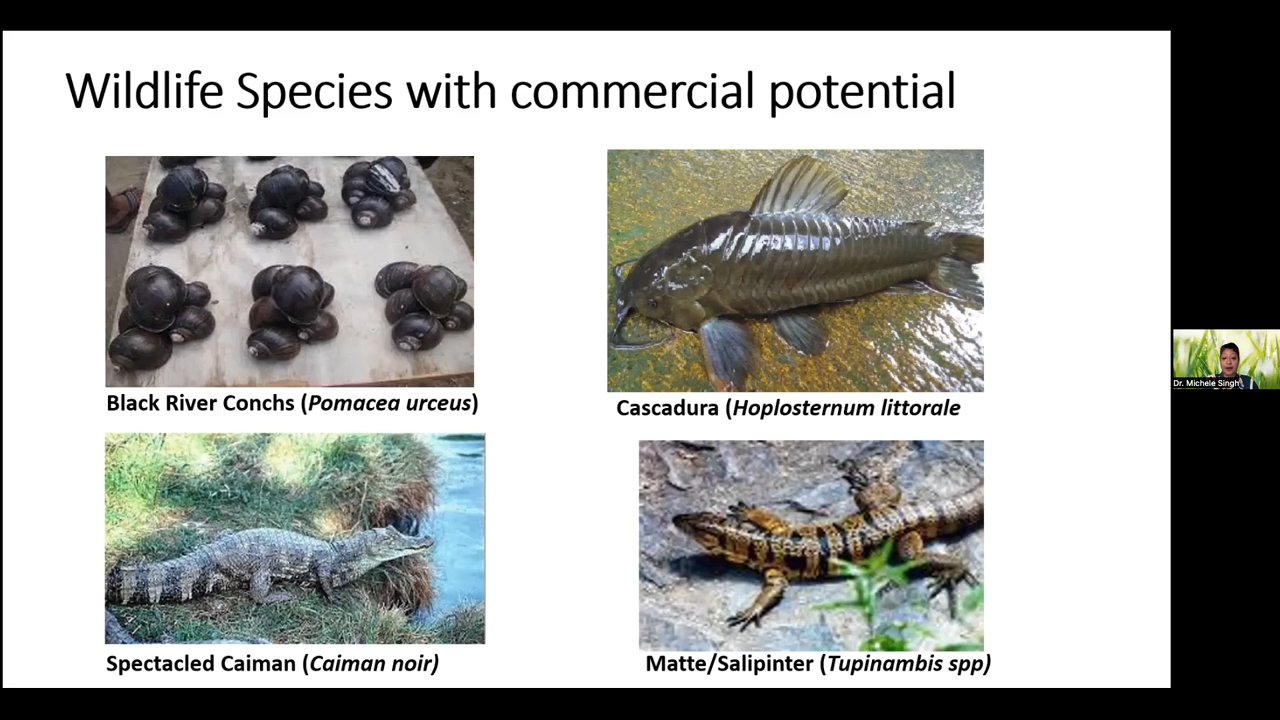 Wildlife Species with commercial potential
Black River Conchs (Pomacea urceus)
Cascadura (Hoplosternum littorale
Spectacled Caiman (Caiman noir)
Matte/Salipinter (Tupinambis spp)
Dr. Michele Singh